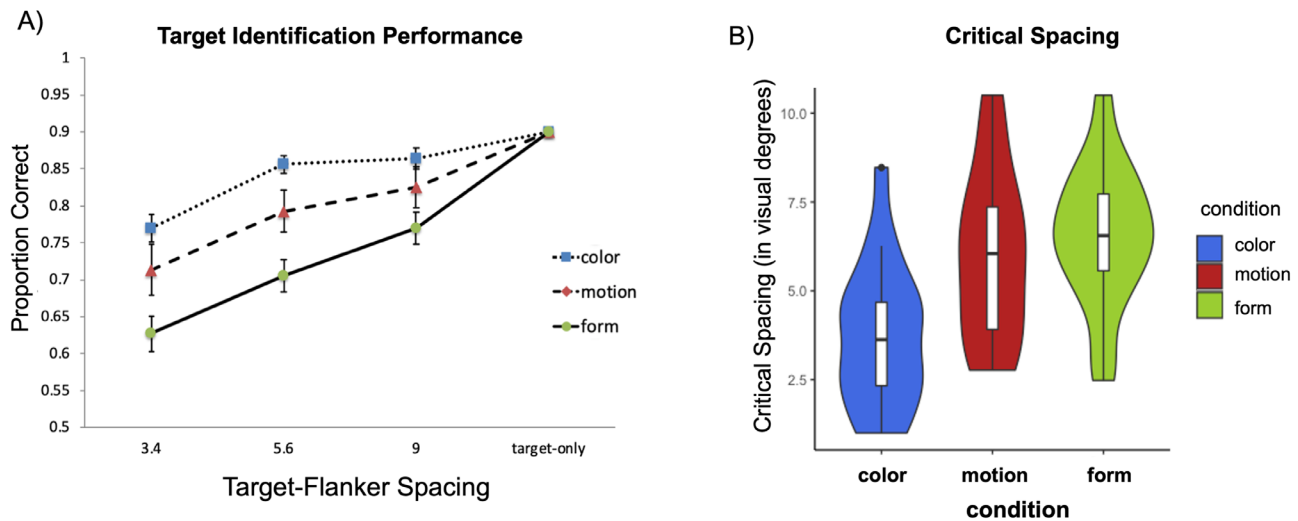 A)
Target Identification Performance
Proportion Correct
1
0.95
0.9
0.85
0.8
0.75
0.7
0.65
0.6
0.55
0.5
3.4 5.6 9 target-only
Target-Flanker Spacing
color
motion
form
B)
Critical Spacing
Critical Spacing (in visual degrees)
10.0
7.5
5.0
2.5
color motion form
condition
condition
color
motion
form